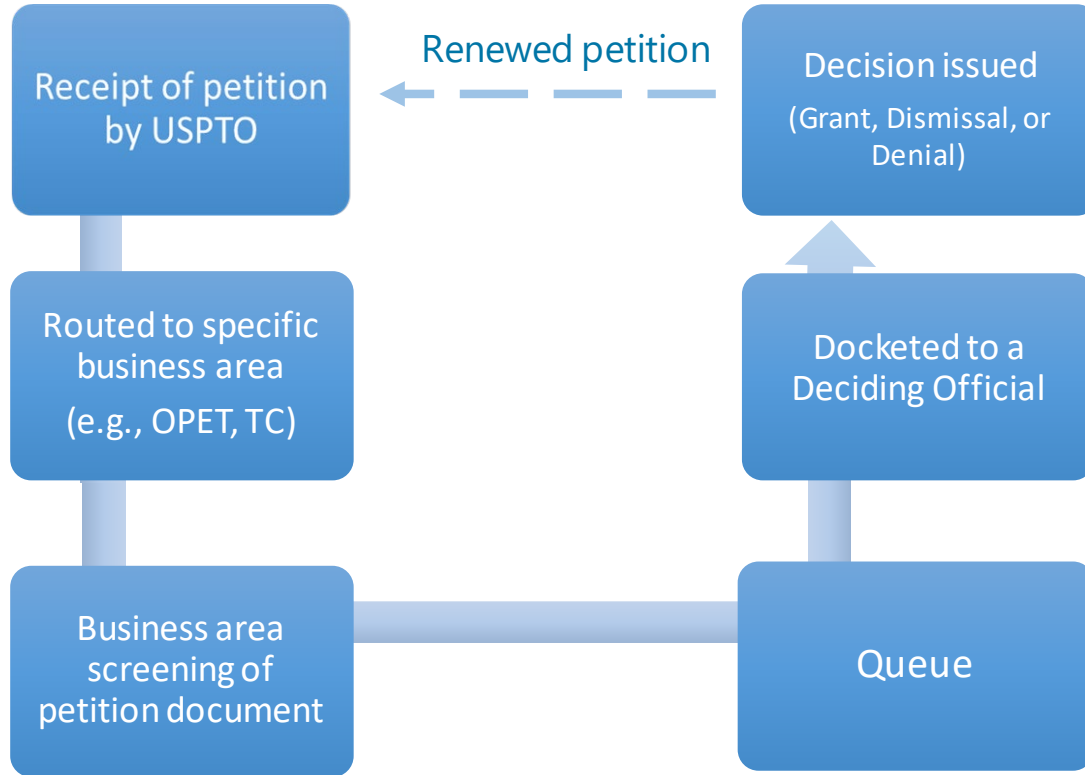 Receipt of petition
by USPTO
Renewed petition
Decision issued
(Grant, Dismissal, or
Denial)
Routed to specific
business area
(e.g., OPET, TC)
Docketed to a
Deciding Official
Business area
screening of
petition document
Queue